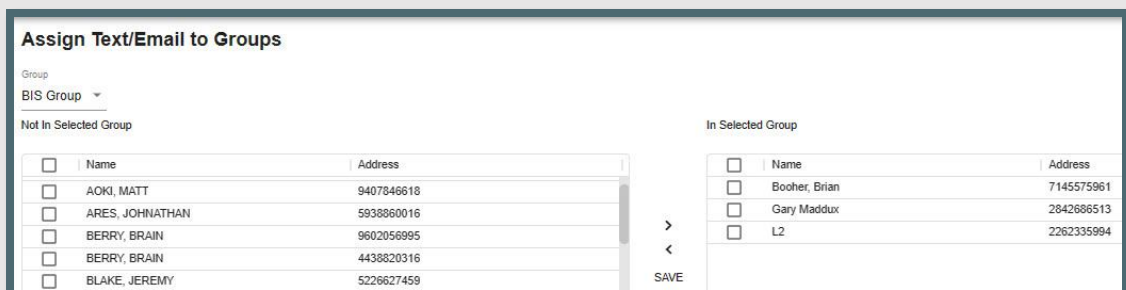 Assign Text/Email to Groups
Group
BIS Group
Not In Selected Group
In Selected Group
Name Address
AOKI, MATT 9407846618
ARES, JOHNATHAN 5938860016
BERRY, BRAIN 9602056995
BERRY, BRAIN 4438820316
BLAKE, JEREMY 5226627459
>
<
SAVE
Name Address
Booher, Brian 7145575961
Gary Maddux 2842686513
L2 2262335994